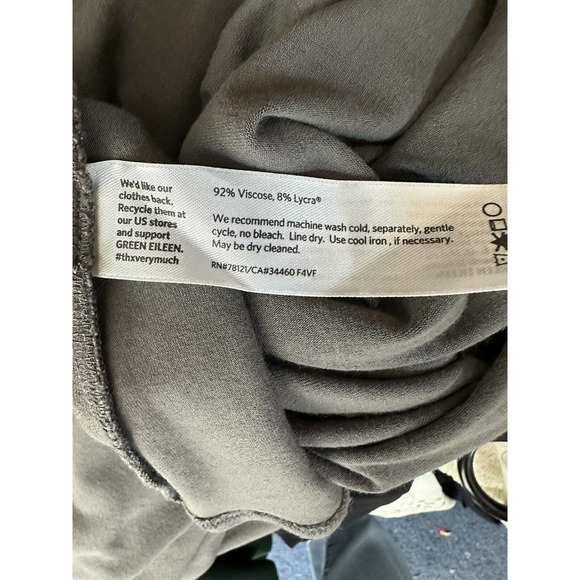 We'd like our
clothes back.
Recycle them at
our US stores
and support
GREEN EILEEN.
#thxverymuch
92% Viscose, 8% Lycra®
We recommend machine wash cold, separately, gentle
cycle, no bleach. Line dry. Use cool iron , if necessary.
May be dry cleaned.
RN#78121/CA#34460 F4VF